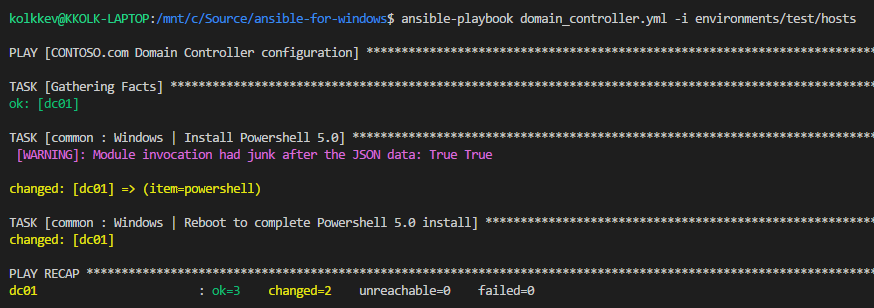 kolkkev@KKOLK-LAPTOP:/mnt/c/Source/ansible-for-windows$ ansible-playbook domain_controller.yml -i environments/test/hosts
PLAY [CONTOSO.com Domain Controller configuration] *************************************************************************
TASK [Gathering Facts] *****************************************************************************************************
ok: [dc01]
TASK [common : Windows | Install Powershell 5.0] ***************************************************************************
[WARNING]: Module invocation had junk after the JSON data: True True
changed: [dc01] => (item=powershell)
TASK [common : Windows | Reboot to complete Powershell 5.0 install] ********************************************************
changed: [dc01]
PLAY RECAP *****************************************************************************************************************
dc01                       : ok=3    changed=2    unreachable=0    failed=0